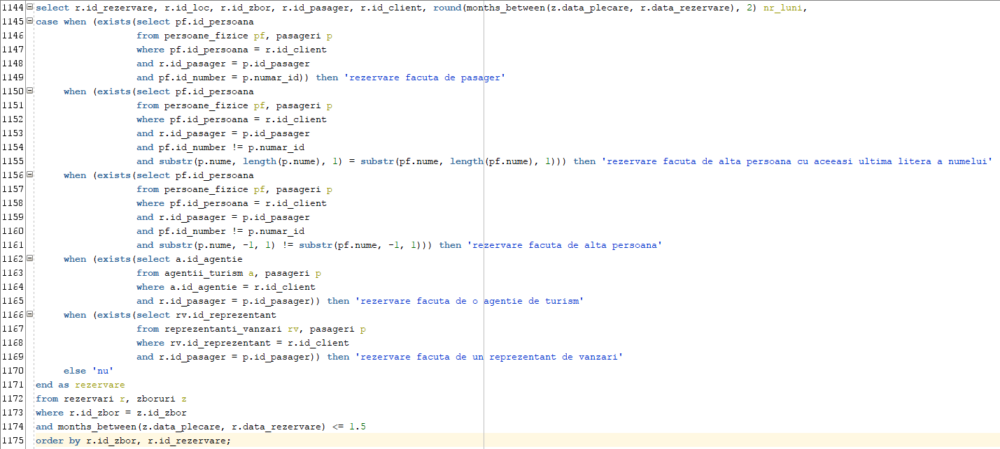 1144 select r.id_rezervare, r.id_loc, r.id_zbor, r.id_pasager, r.id_client, round(months_between(z.data_plecare, r.data_rezervare), 2) nr_luni,
1145 case when (exists(select pf.id_persoana
1146 from persoane_fizice pf, pasageri p
1147 where pf.id_persoana = r.id_client
1148 and r.id_pasager = p.id_pasager
1149 and pf.id_number = p.numar_id)) then 'rezervare facuta de pasager'
1150 when (exists(select pf.id_persoana
1151 from persoane_fizice pf, pasageri p
1152 where pf.id_persoana = r.id_client
1153 and r.id_pasager = p.id_pasager
1154 and pf.id_number != p.numar_id
1155 and substr(p.nume, length(p.nume), 1) = substr(pf.nume, length(pf.nume), 1))) then 'rezervare facuta de alta persoana cu aceeasi ultima litera a numelui'
1156 when (exists(select pf.id_persoana
1157 from persoane_fizice pf, pasageri p
1158 where pf.id_persoana = r.id_client
1159 and r.id_pasager = p.id_pasager
1160 and pf.id_number != p.numar_id
1161 and substr(p.nume, -1, 1) != substr(pf.nume, -1, 1))) then 'rezervare facuta de alta persoana'
1162 when (exists(select a.id_agentie
1163 from agentii_turism a, pasageri p
1164 where a.id_agentie = r.id_client
1165 and r.id_pasager = p.id_pasager)) then 'rezervare facuta de o agentie de turism'
1166 when (exists(select rv.id_reprezentant
1167 from reprezentanti_vanzari rv, pasageri p
1168 where rv.id_reprezentant = r.id_client
1169 and r.id_pasager = p.id_pasager)) then 'rezervare facuta de un reprezentant de vanzari'
1170 else 'nu'
1171 end as rezervare
1172 from rezervari r, zboruri z
1173 where r.id_zbor = z.id_zbor
1174 and months_between(z.data_plecare, r.data_rezervare) <= 1.5
1175 order by r.id_zbor, r.id_rezervare;